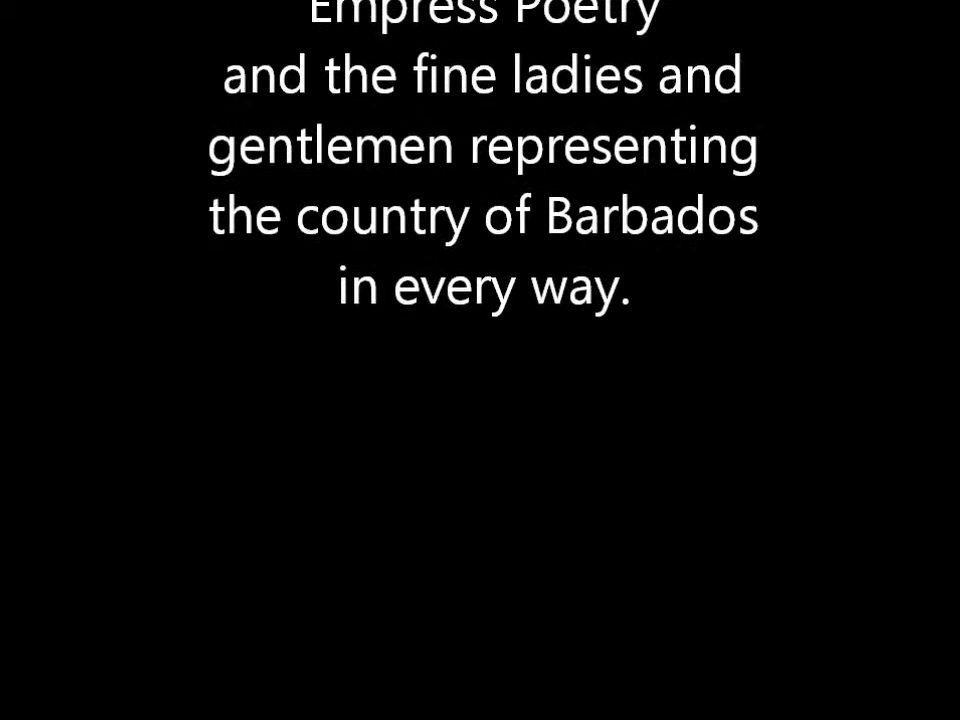 Empress Poetry
and the fine ladies and
gentlemen representing
the country of Barbados
in every way.